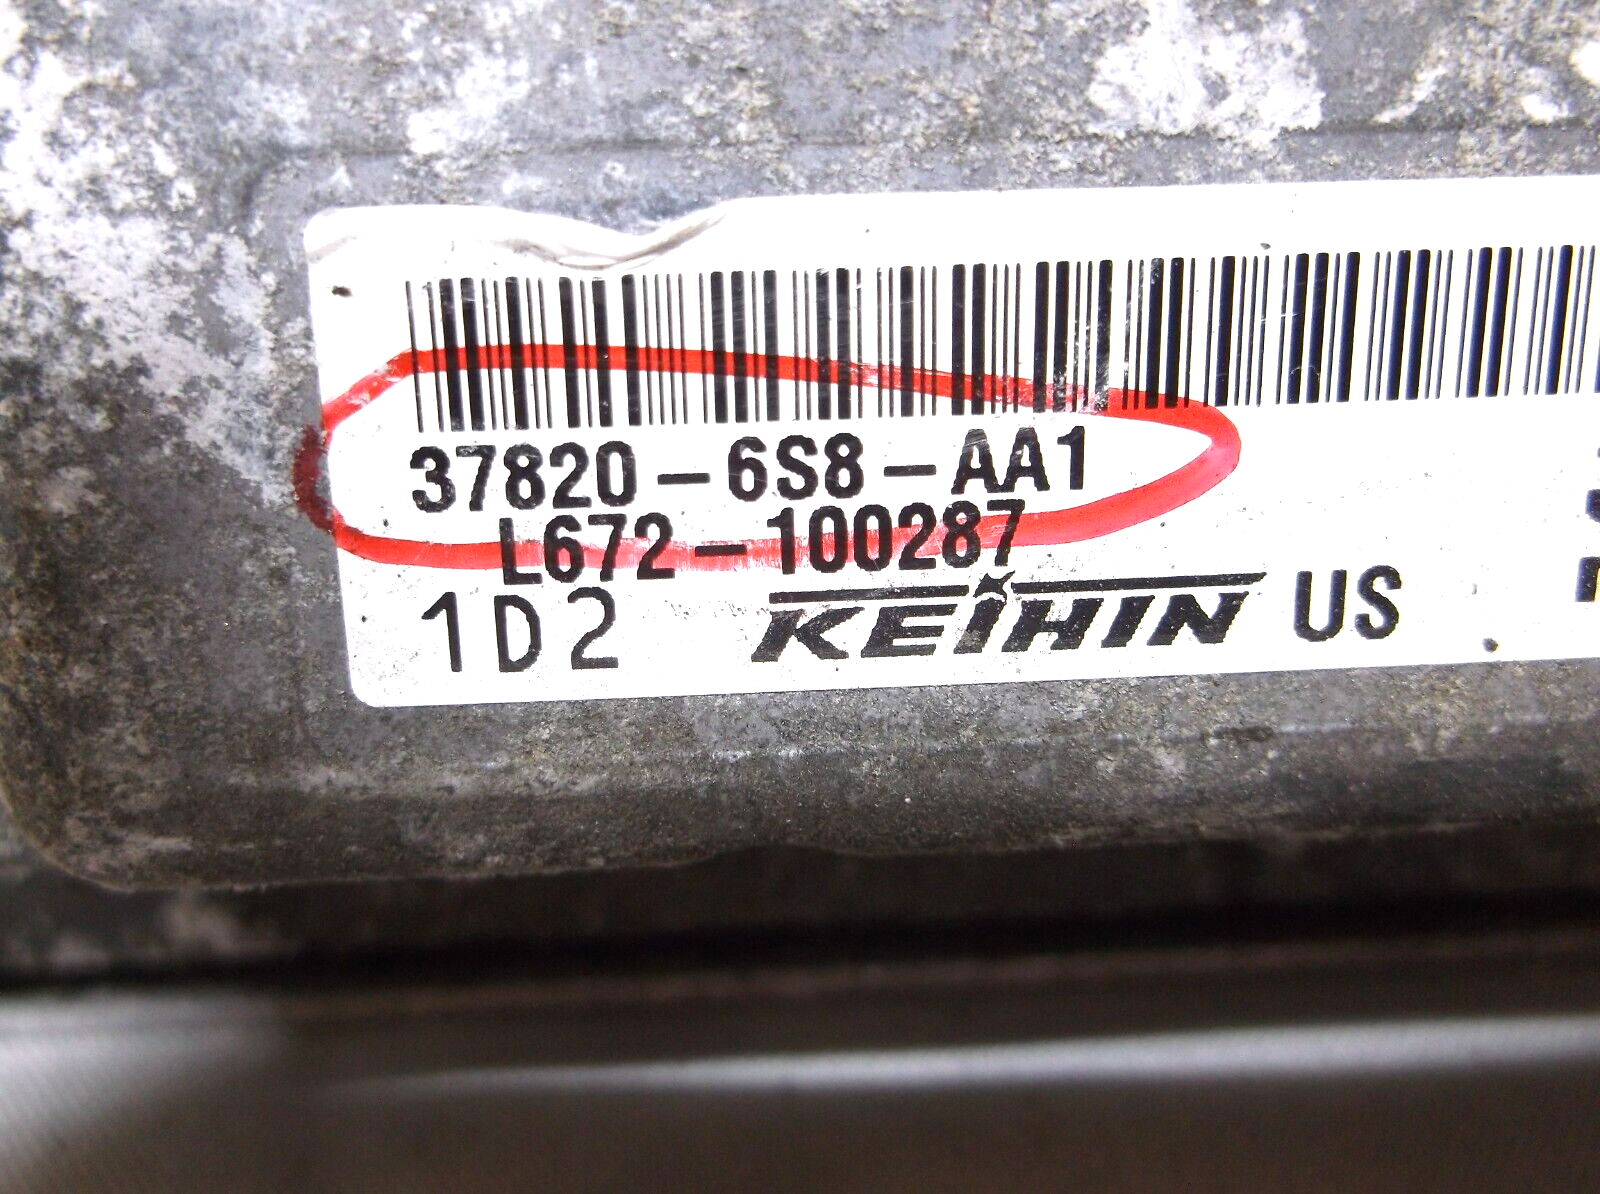 37820-6S8-AA1
L672-100287
1D2 KEIHIN US